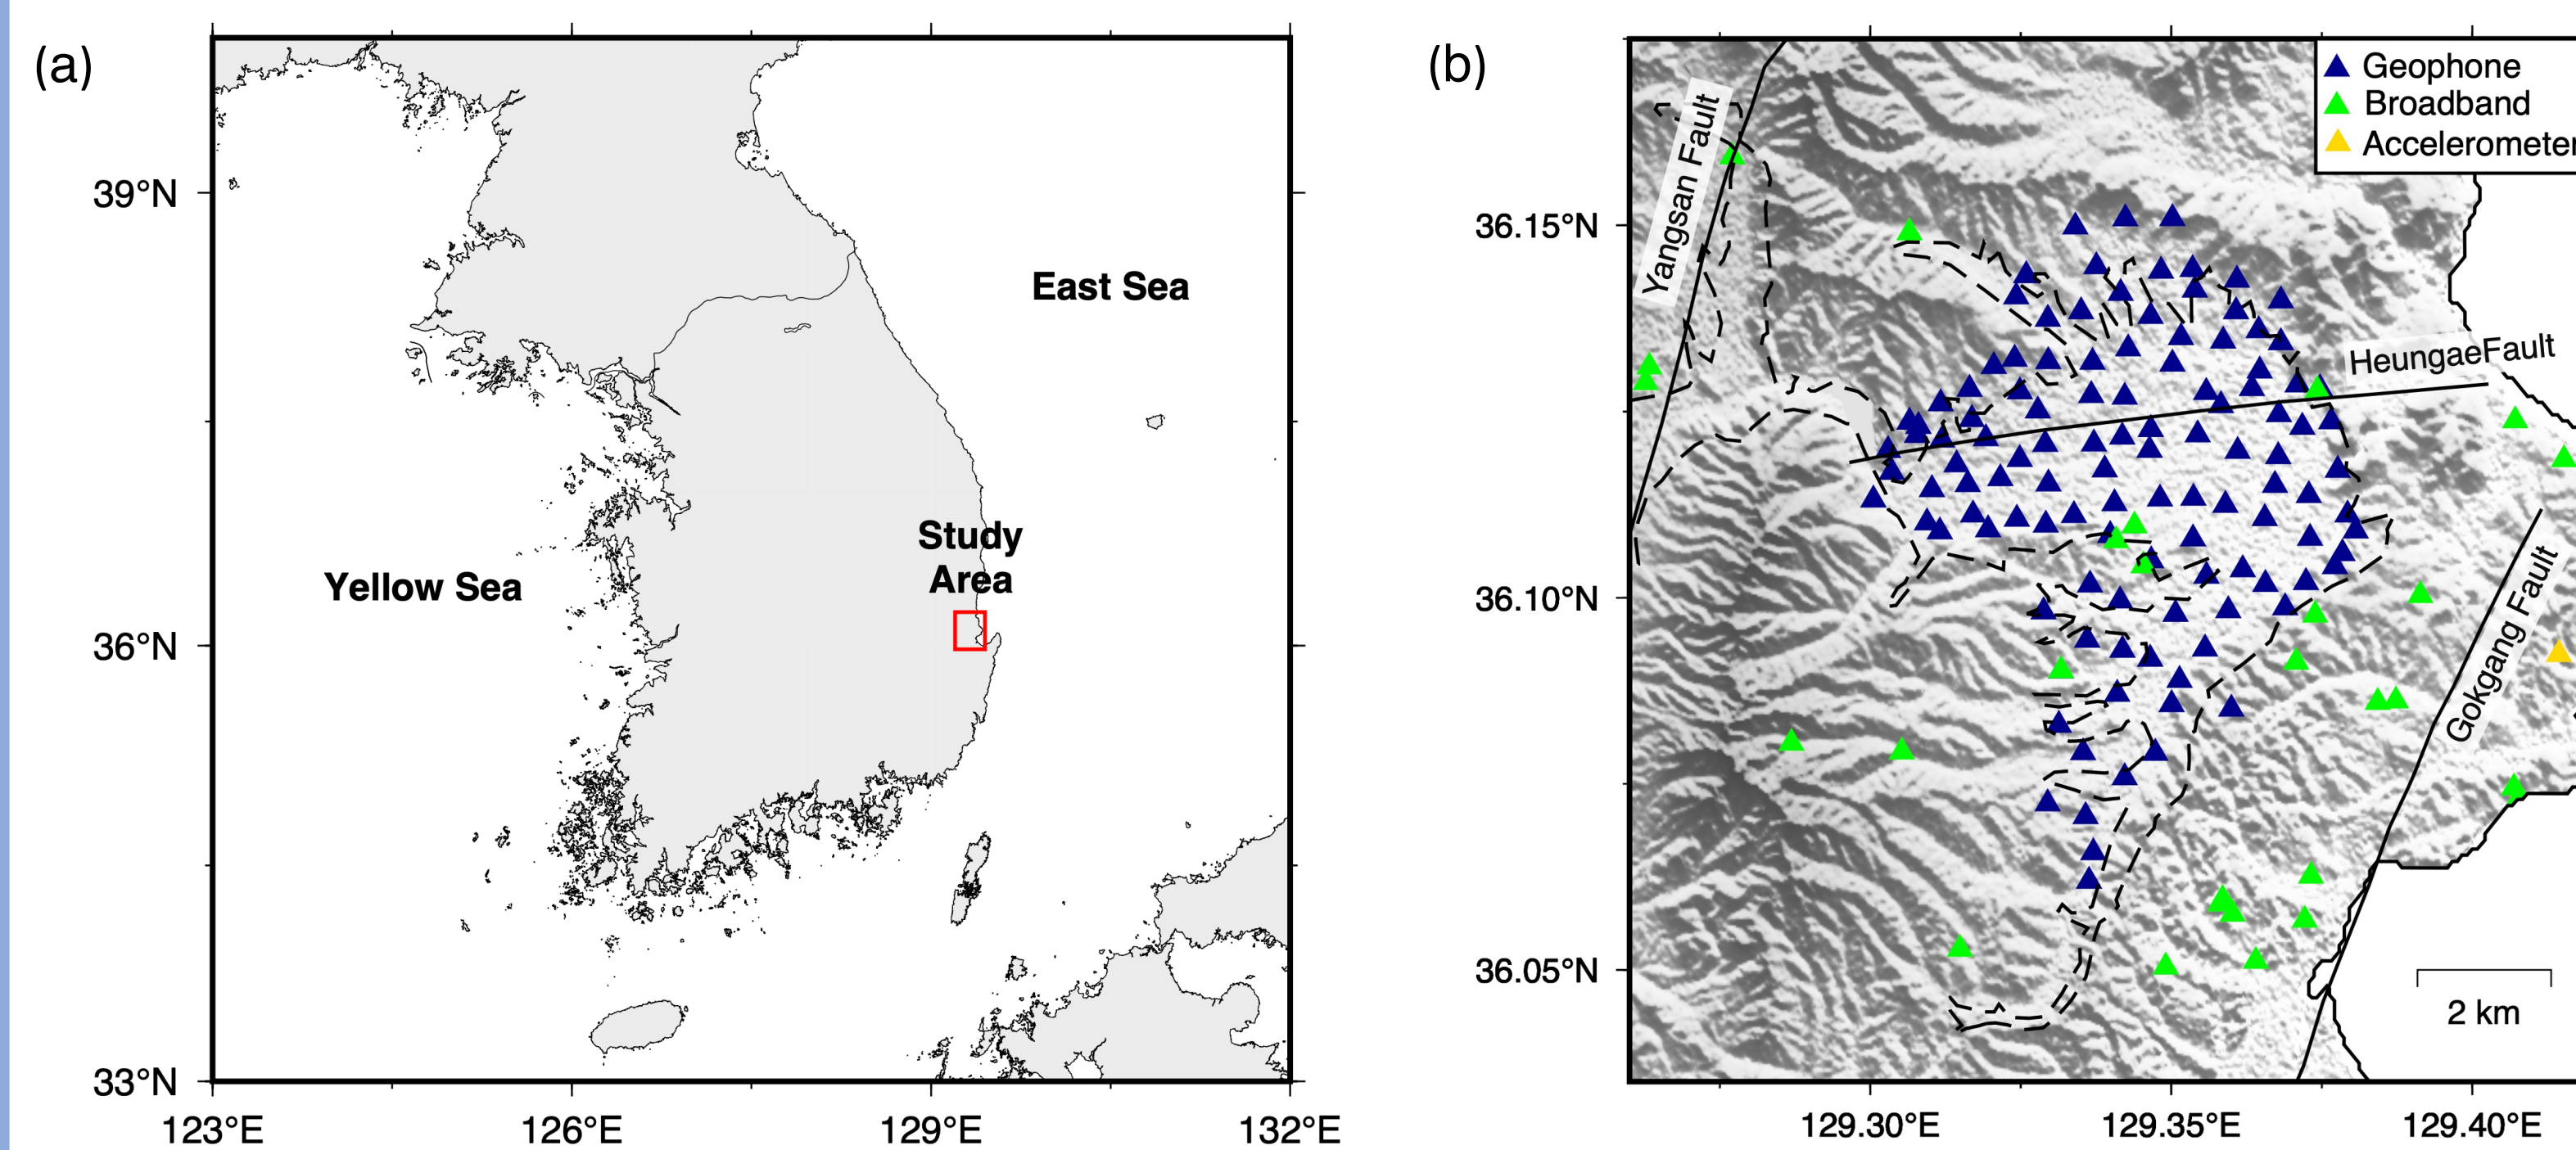 (a)
39°N
36°N
33°N
123°E
126°E
129°E
132°E
East Sea
Yellow Sea
Study
Area
(b)
Geophone
Broadband
Accelerometer
Yangsan Fault
HeungaeFault
Gokgang Fault
36.15°N
36.10°N
36.05°N
2 km
129.30°E
129.35°E
129.40°E